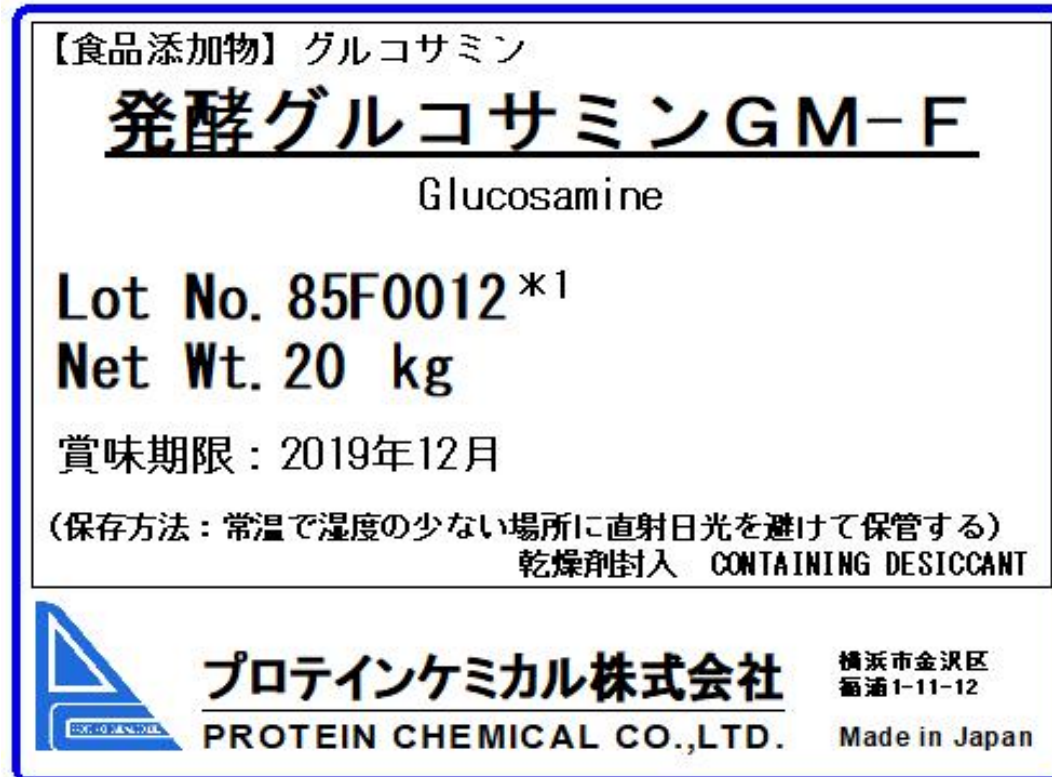 【食品添加物】グルコサミン
発酵グルコサミンGM-F
Glucosamine
Lot No. 85F0012*1
Net Wt. 20 kg
賞味期限：2019年12月
(保存方法：常温で湿度の少ない場所に直射日光を避けて保管する)
乾燥剤封入 CONTAINING DESICCANT
プロテインケミカル株式会社
PROTEIN CHEMICAL CO.,LTD.
横浜市金沢区
福浦1-11-12
Made in Japan